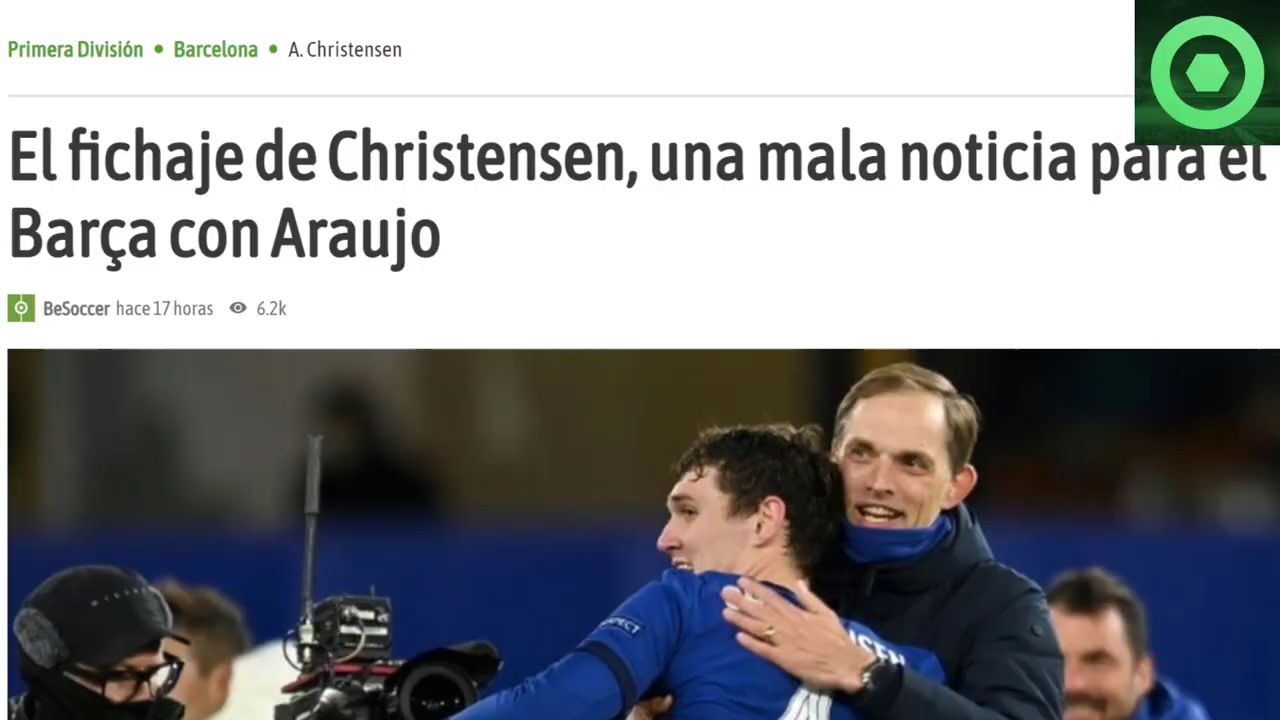 Primera División • Barcelona • A. Christensen
El fichaje de Christensen, una mala noticia para el
Barça con Araujo
BeSoccer hace 17 horas 6.2k